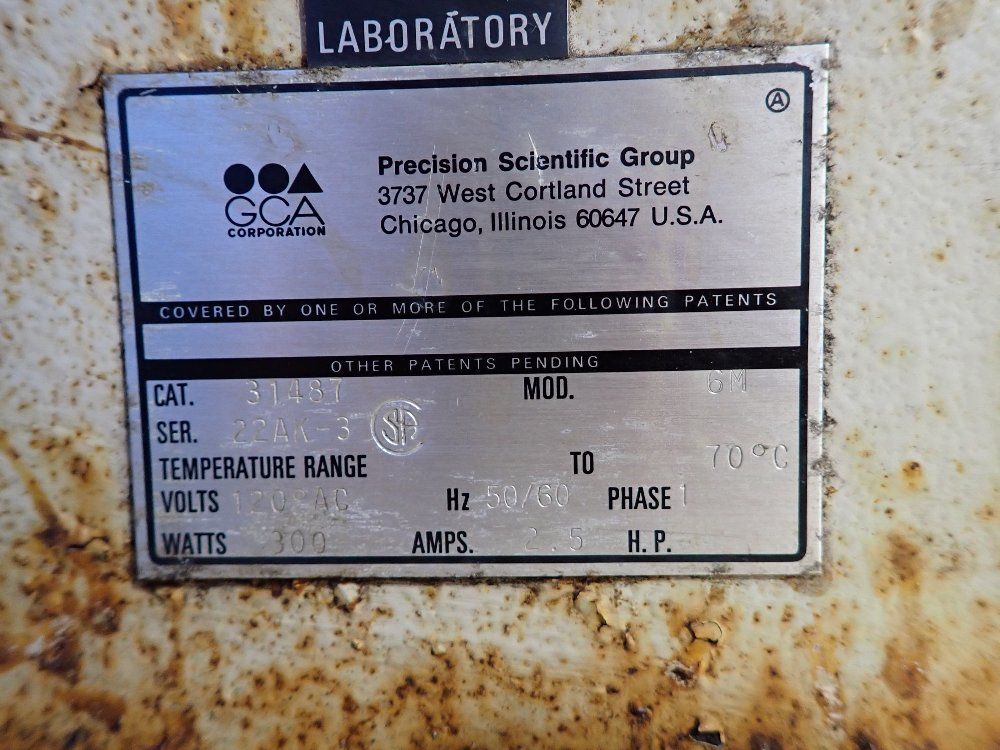 LABORATORY
A
GCA
CORPORATION
Precision Scientific Group
3737 West Cortland Street
Chicago, Illinois 60647 U.S.A.
COVERED BY ONE OR MORE OF THE FOLLOWING PATENTS
OTHER PATENTS PENDING
CAT. 31487 MOD. 6M
SER. 22AK-3 SA
TEMPERATURE RANGE TO 70°C
VOLTS 120 AC Hz 50/60 PHASE 1
WATTS 300 AMPS. 2.5 H.P.